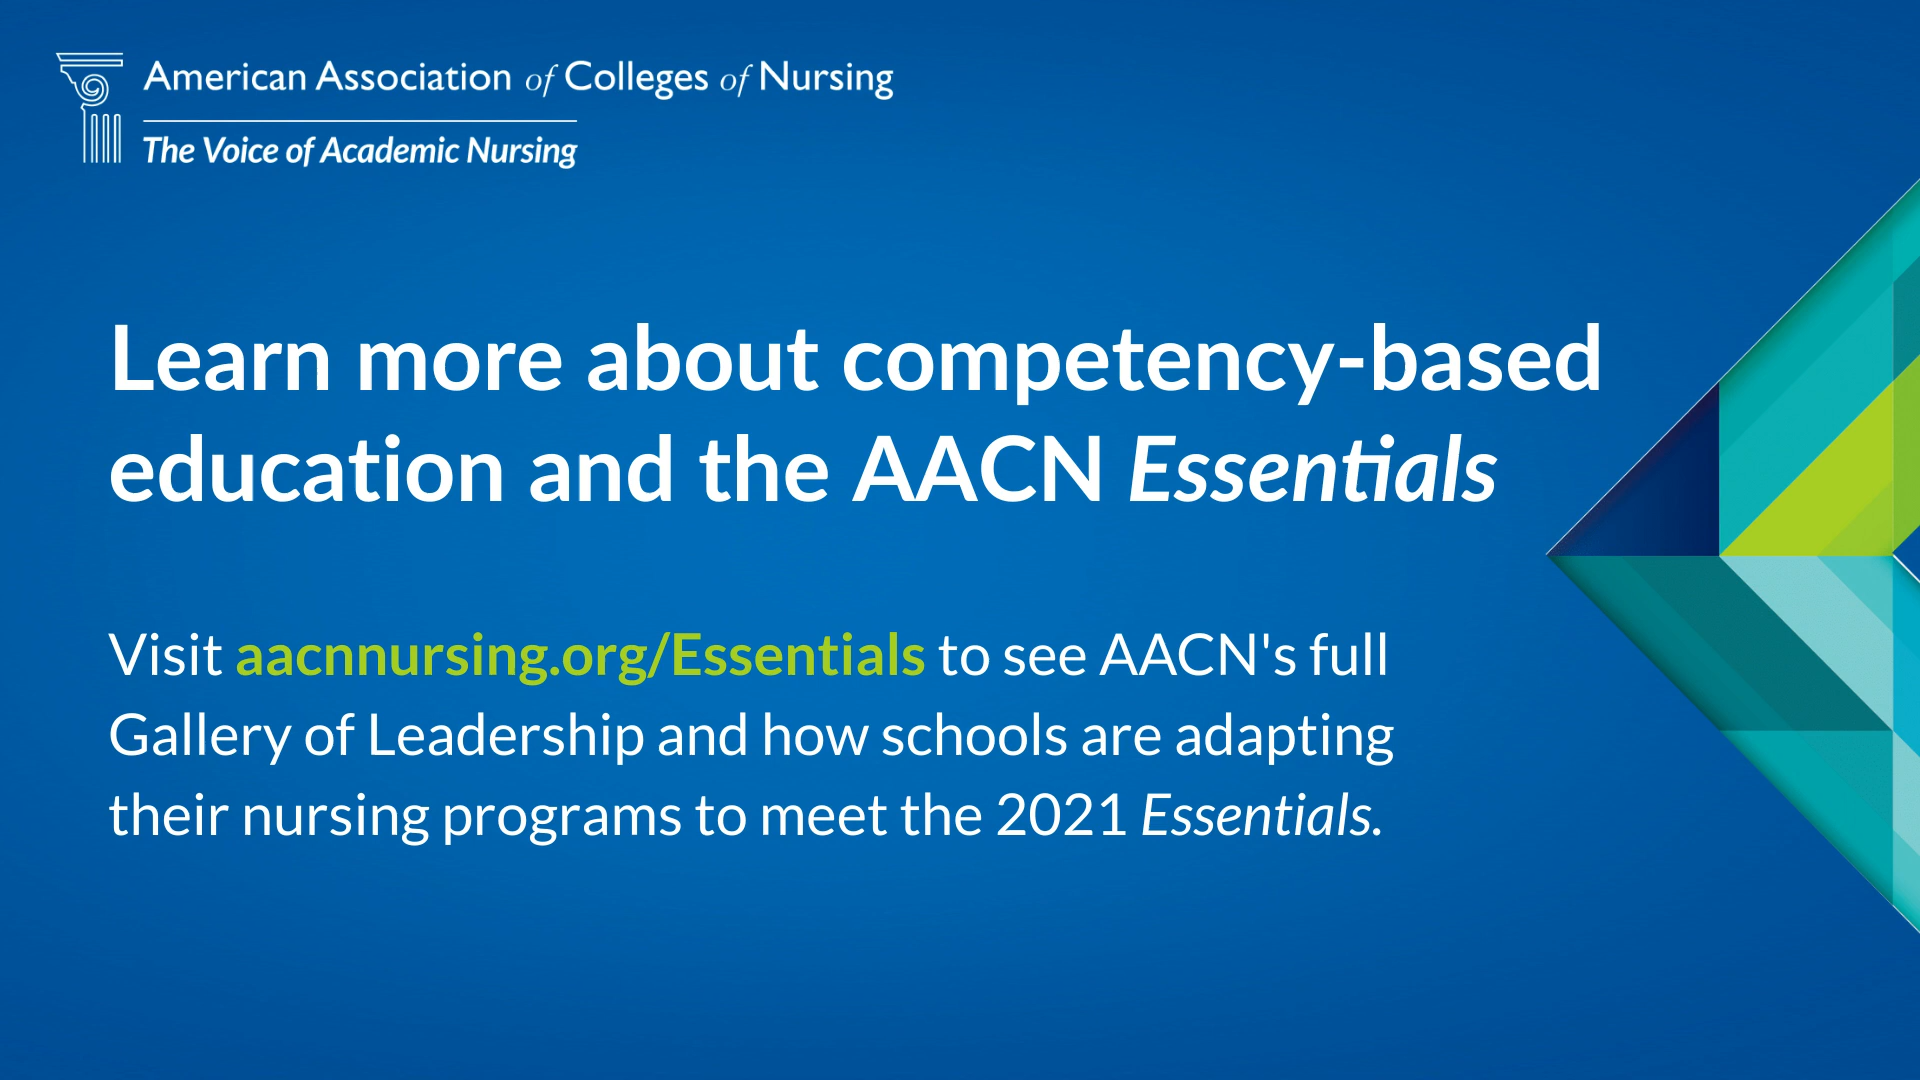 American Association of Colleges of Nursing
The Voice of Academic Nursing
Learn more about competency-based
education and the AACN Essentials
Visit aacnnursing.org/Essentials to see AACN's full
Gallery of Leadership and how schools are adapting
their nursing programs to meet the 2021 Essentials.